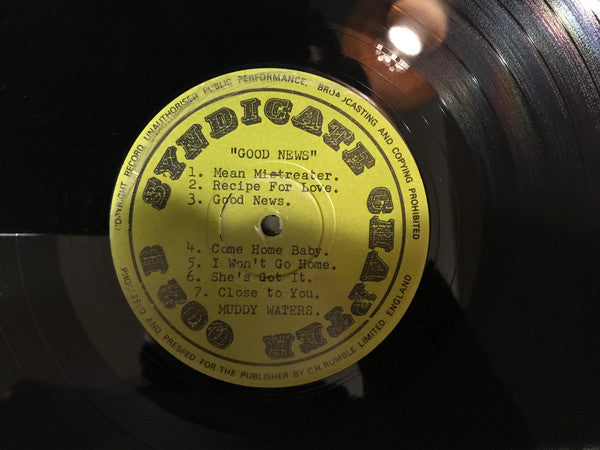 COPYRIGHT RECORD UNAUTHORISED PUBLIC PERFORMANCE, BROADCASTING AND COPYING PROHIBITED
SYNDICATE CHAPTER
"GOOD NEWS"
1. Mean Mistreater.
2. Recipe For Love.
3. Good News.
4. Come Home Baby.
5. I Won't Go Home.
6. She's Got It.
7. Close to You.
MUDDY WATERS.
PROCESSED AND PRESSED FOR THE PUBLISHER BY C H RUMBLE LIMITED, ENGLAND